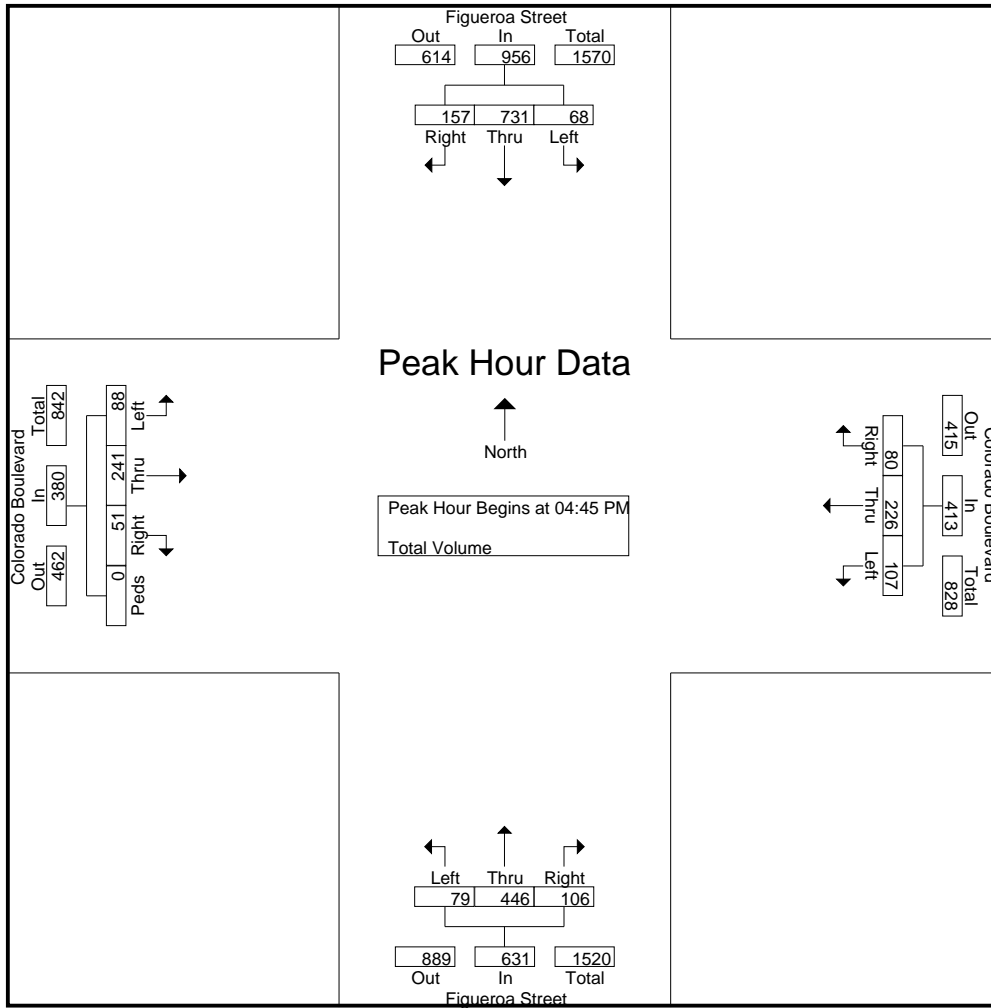 Figueroa Street
Out In Total
614 956 1570
157 731 68
Right Thru Left
Peak Hour Data
North
Peak Hour Begins at 04:45 PM
Total Volume
Colorado Boulevard
Total In Out
842 380 462
88 241 51 0
Left Thru Right Peds
Colorado Boulevard
Out In Total
415 413 828
80 226 107
Right Thru Left
Left Thru Right
79 446 106
889 631 1520
Out In Total
Figueroa Street